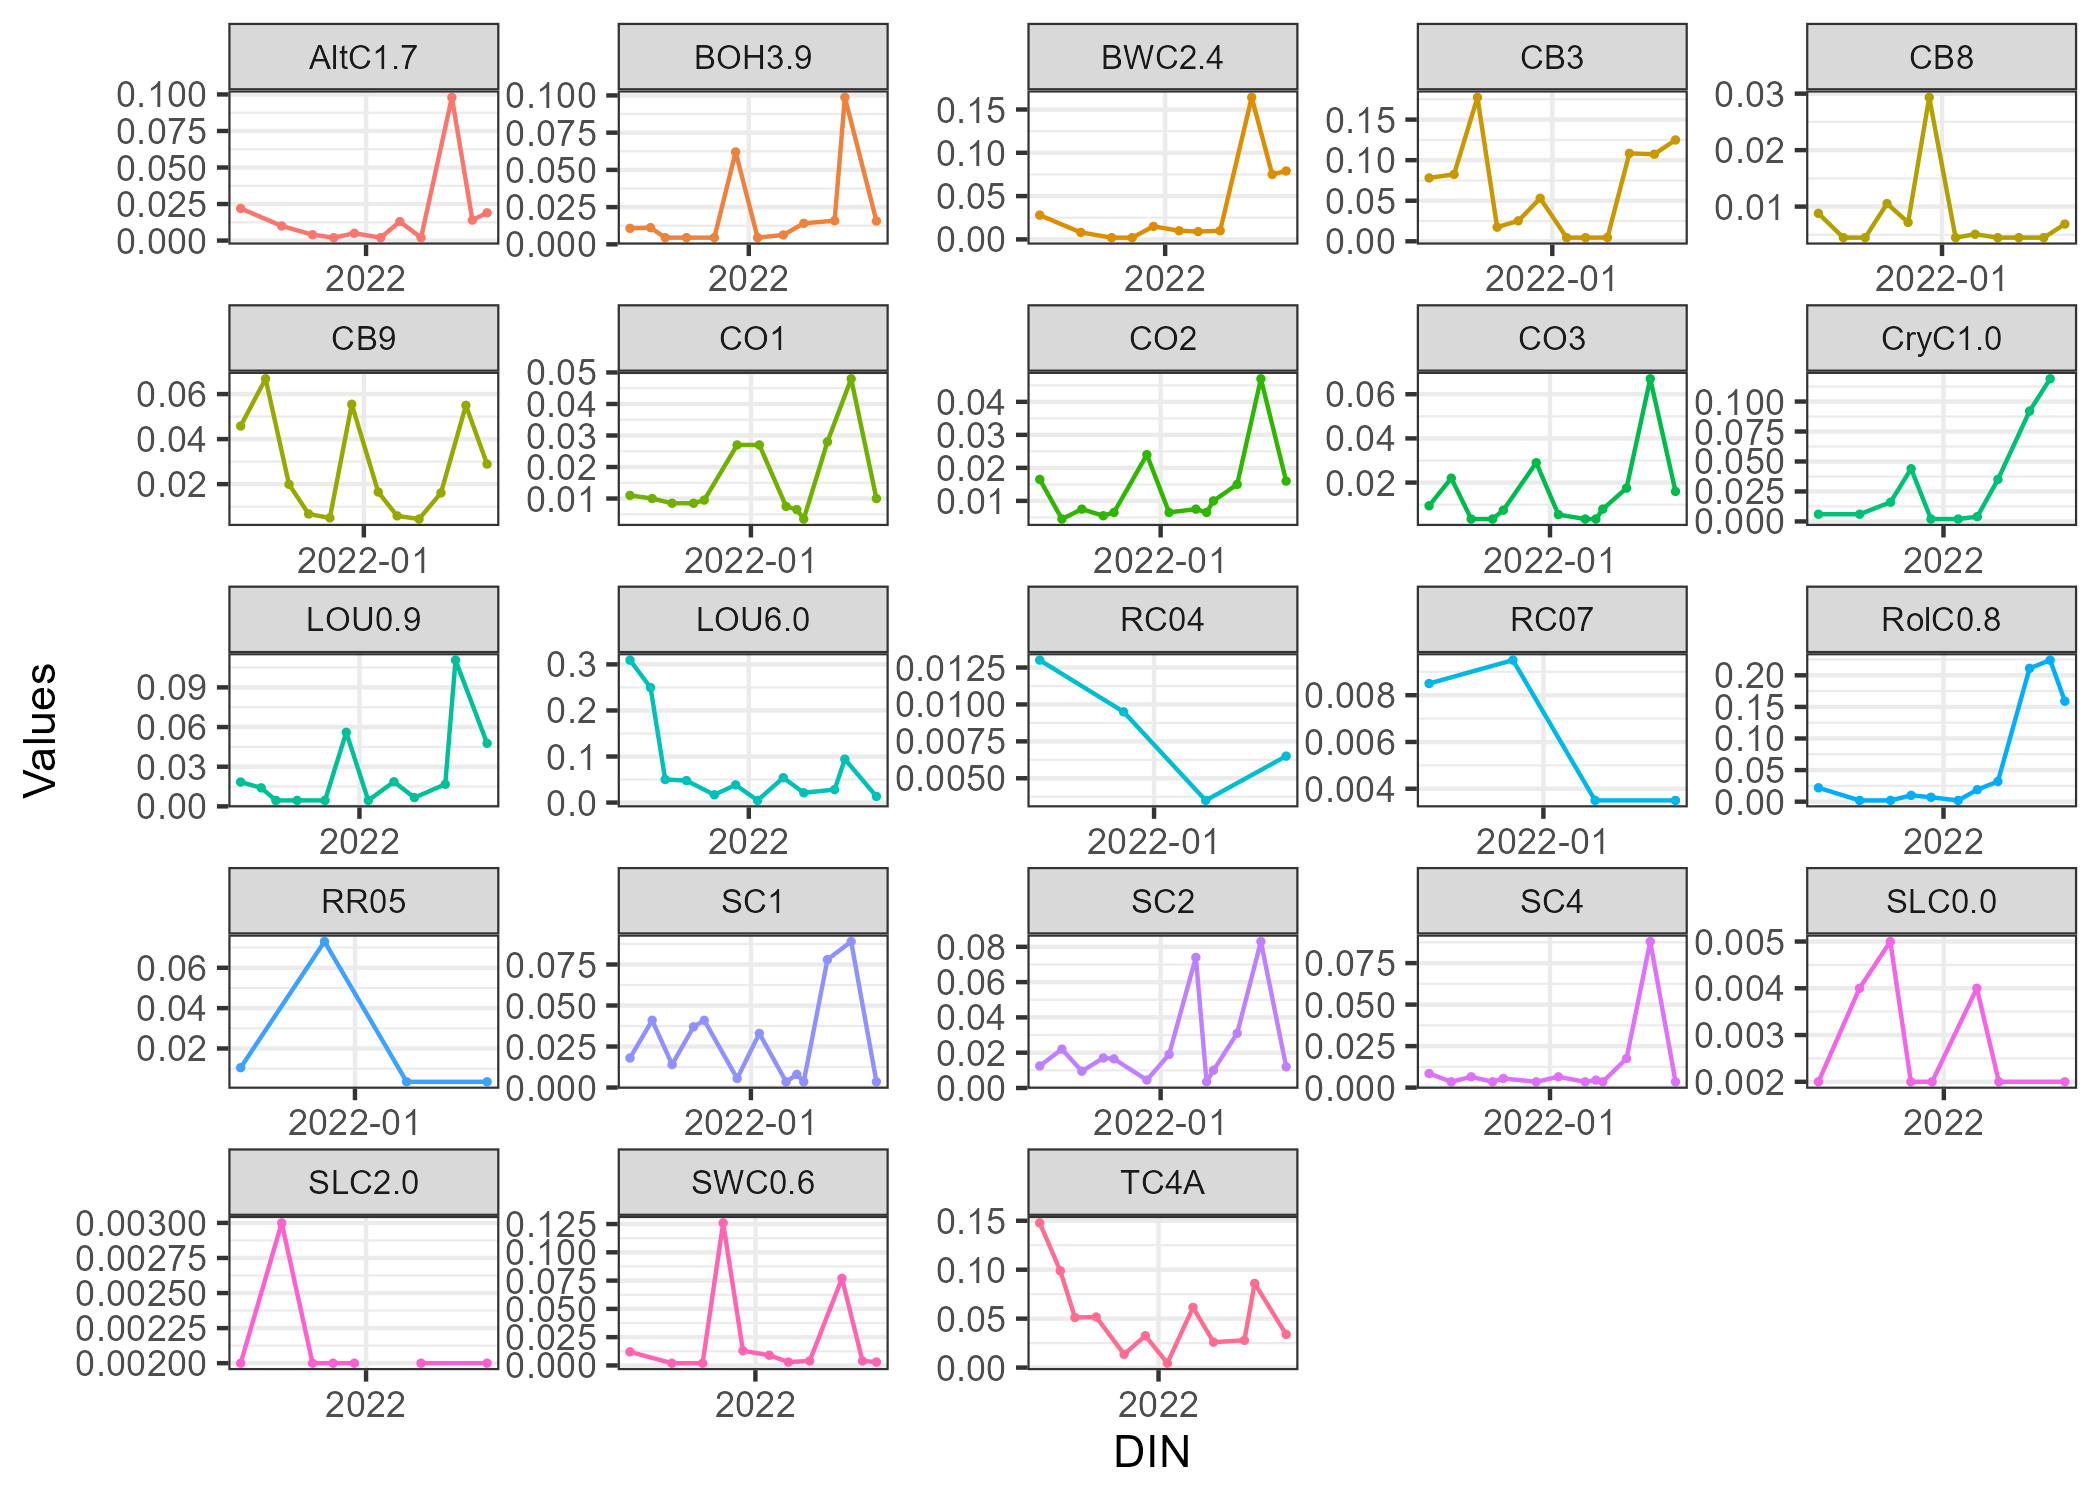 AltC1.7 BOH3.9 BWC2.4 CB3 CB8
0.100 0.075 0.050 0.025 0.000
0.100 0.075 0.050 0.025 0.000
0.15 0.10 0.05 0.00
0.15 0.10 0.05 0.00
0.03 0.02 0.01
2022 2022 2022 2022-01 2022-01
CB9 CO1 CO2 CO3 CryC1.0
0.06 0.04 0.02
0.05 0.04 0.03 0.02 0.01
0.04 0.03 0.02 0.01
0.06 0.04 0.02
0.100 0.075 0.050 0.025 0.000
2022-01 2022-01 2022-01 2022-01 2022
LOU0.9 LOU6.0 RC04 RC07 RolC0.8
0.09 0.06 0.03 0.00
0.3 0.2 0.1 0.0
0.0125 0.0100 0.0075 0.0050
0.008 0.006 0.004
0.20 0.15 0.10 0.05 0.00
2022 2022 2022-01 2022-01 2022
RR05 SC1 SC2 SC4 SLC0.0
0.06 0.04 0.02
0.075 0.050 0.025 0.000
0.08 0.06 0.04 0.02 0.00
0.075 0.050 0.025 0.000
0.005 0.004 0.003 0.002
2022-01 2022-01 2022-01 2022-01 2022
SLC2.0 SWC0.6 TC4A
0.00300 0.00275 0.00250 0.00225 0.00200
0.125 0.100 0.075 0.050 0.025 0.000
0.15 0.10 0.05 0.00
2022 2022 2022
Values
DIN